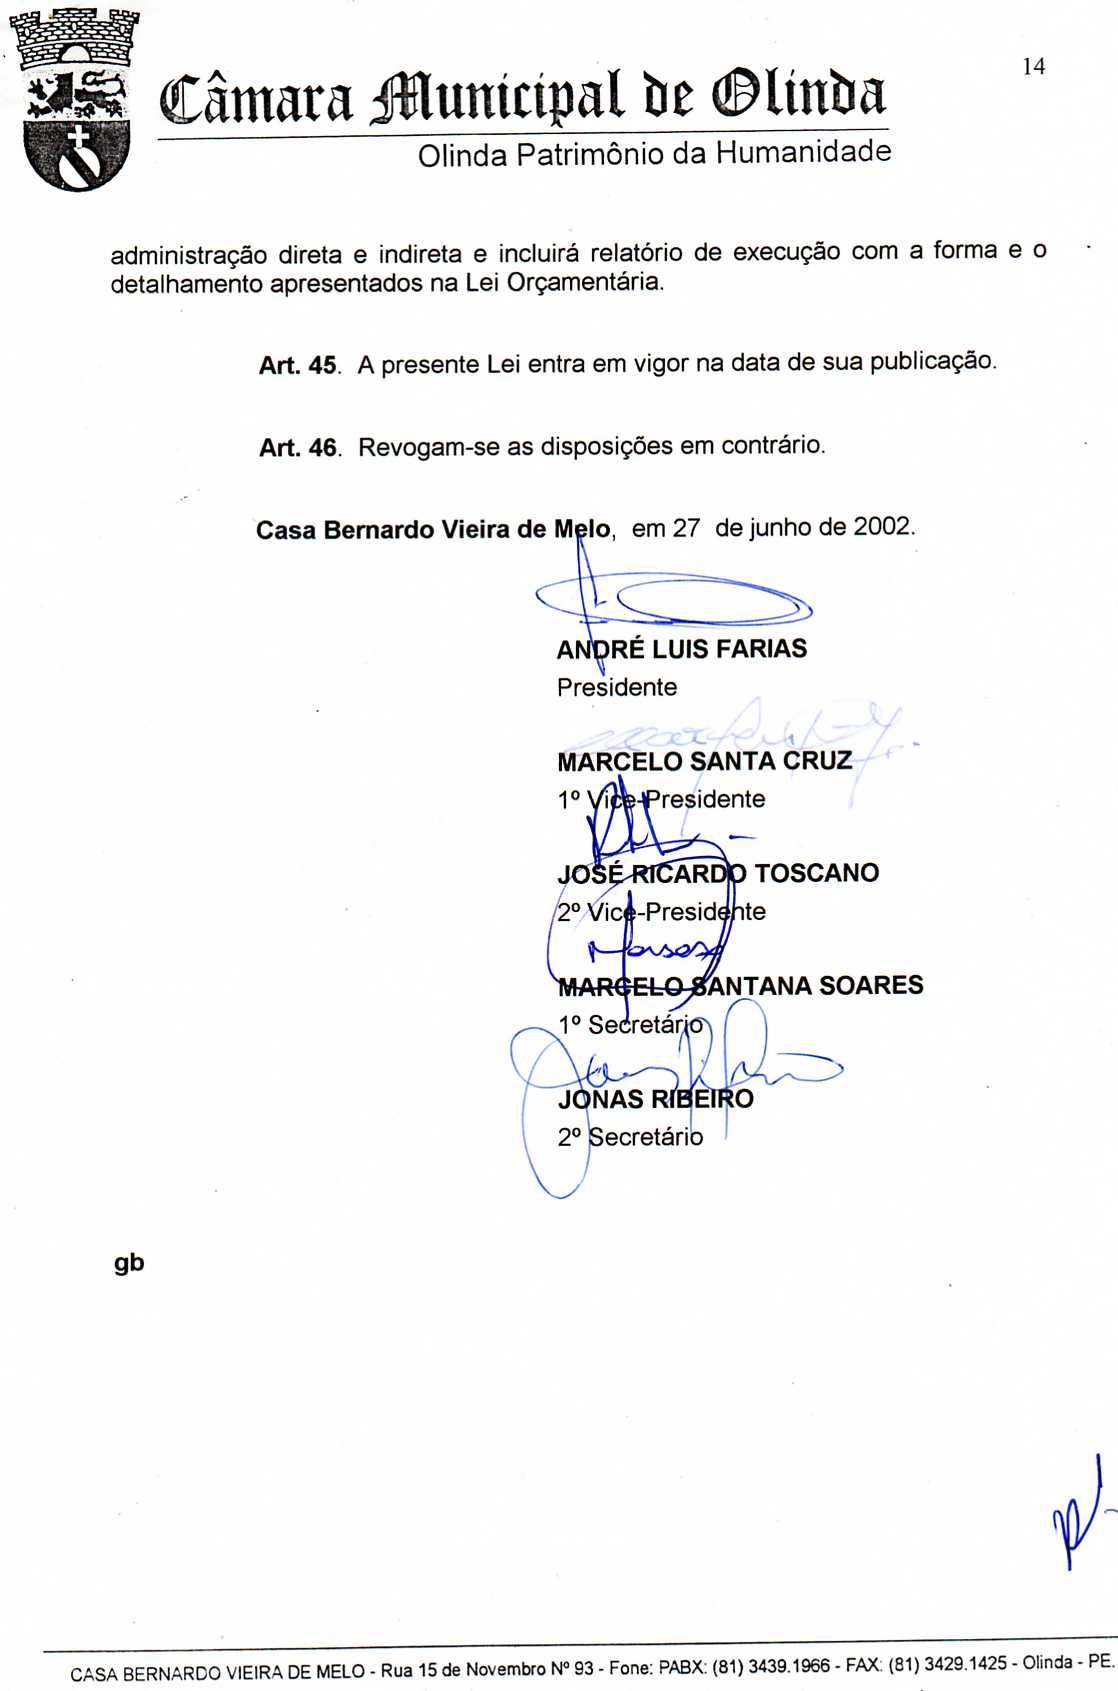 14
Câmara Municipal de Olinda
Olinda Patrimônio da Humanidade
administração direta e indireta e incluirá relatório de execução com a forma e o
detalhamento apresentados na Lei Orçamentária.
Art. 45. A presente Lei entra em vigor na data de sua publicação.
Art. 46. Revogam-se as disposições em contrário.
Casa Bernardo Vieira de Melo, em 27 de junho de 2002.
ANDRÉ LUIS FARIAS
Presidente
MARCELO SANTA CRUZ
1º Vice-Presidente
JOSÉ RICARDO TOSCANO
2º Vice-Presidente
MARCELO SANTANA SOARES
1º Secretário
JONAS RIBEIRO
2º Secretário
gb
CASA BERNARDO VIEIRA DE MELO - Rua 15 de Novembro Nº 93 - Fone: PABX: (81) 3439.1966 - FAX: (81) 3429.1425 - Olinda - PE.